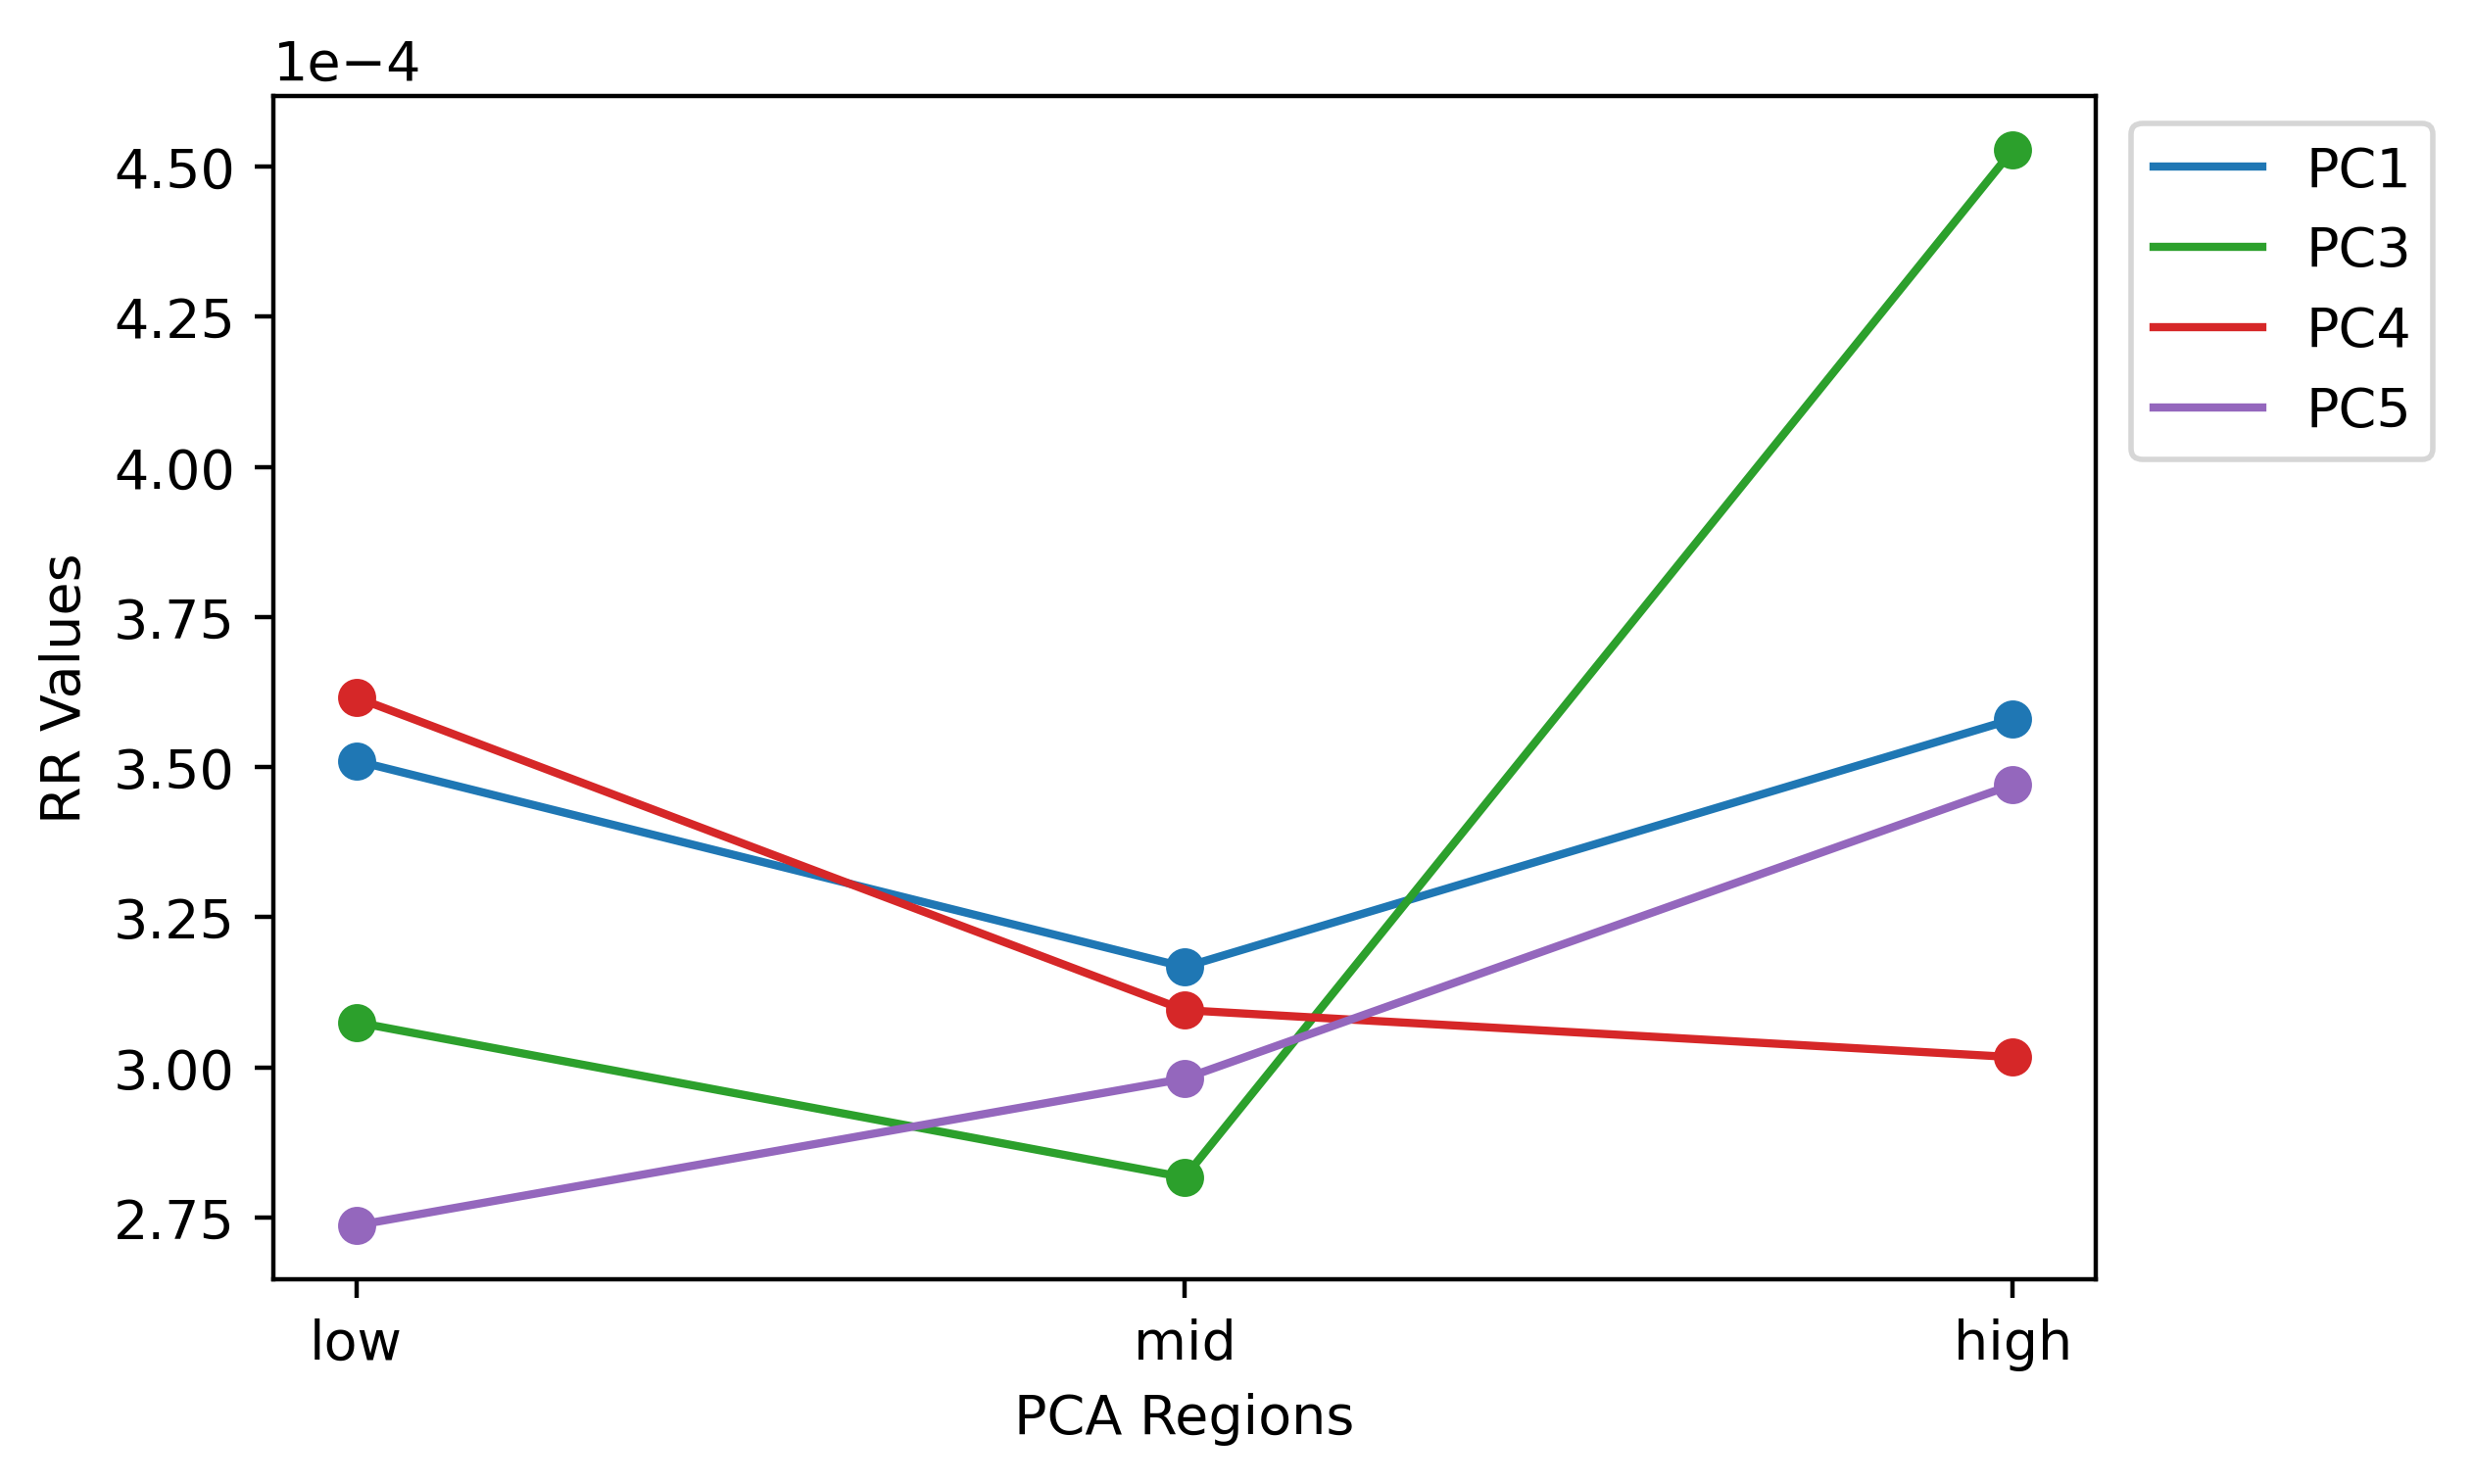 1e−4
4.50
4.25
4.00
3.75
3.50
3.25
3.00
2.75
RR Values
low
mid
high
PCA Regions
PC1
PC3
PC4
PC5